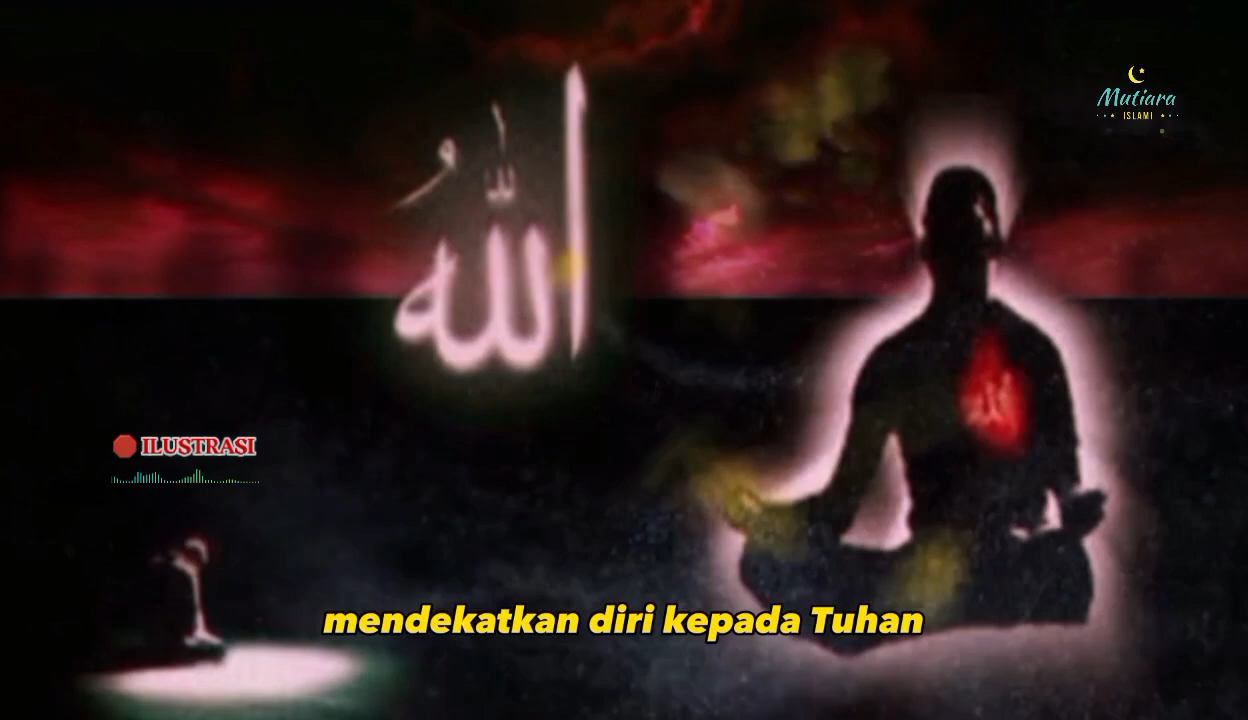 Mutiara
ISLAMI
اللهُ
ILUSTRASI
mendekatkan diri kepada Tuhan